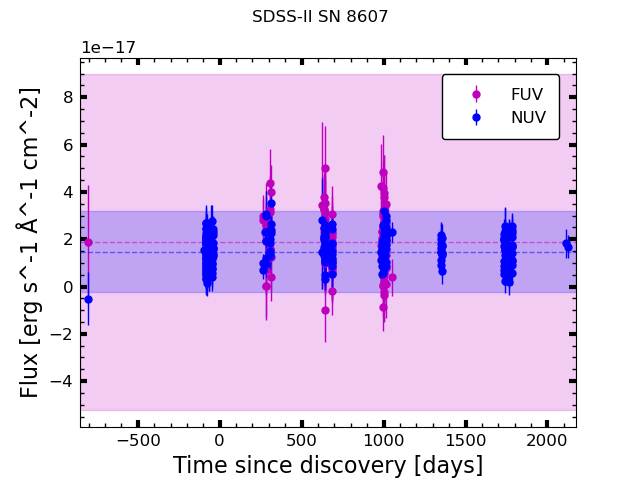 SDSS-II SN 8607
1e−17
FUV
NUV
8
6
4
2
0
−2
−4
Flux [erg s^-1 Å^-1 cm^-2]
−500 0 500 1000 1500 2000
Time since discovery [days]